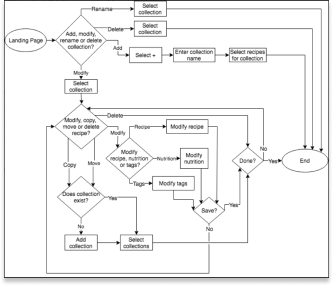 Rename
Select
collection
Landing Page
Add, modify,
rename or delete
collection?
Delete
Select
collection
Add
Select +
Enter collection
name
Select recipes
for collection
Modify
Select
collection
Modify, copy,
move or delete
recipe?
Delete
Modify
Recipe
Modify recipe
Modify
recipe, nutrition
or tags?
Nutrition
Modify
nutrition
Tags
Modify tags
Done?
No
Yes
End
Copy
Move
Does collection
exist?
Yes
Save?
Yes
No
No
Add
collection
Select
collections